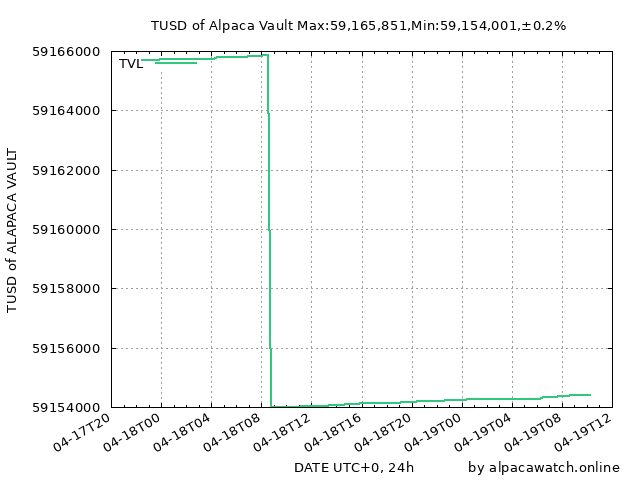 TUSD of Alpaca Vault Max:59,165,851,Min:59,154,001,±0.2%
59166000
TVL
59164000
59162000
59160000
59158000
59156000
59154000
TUSD of ALAPACA VAULT
04-17T20
04-18T00
04-18T04
04-18T08
04-18T12
04-18T16
04-18T20
04-19T00
04-19T04
04-19T08
04-19T12
DATE UTC+0, 24h
by alpacawatch.online